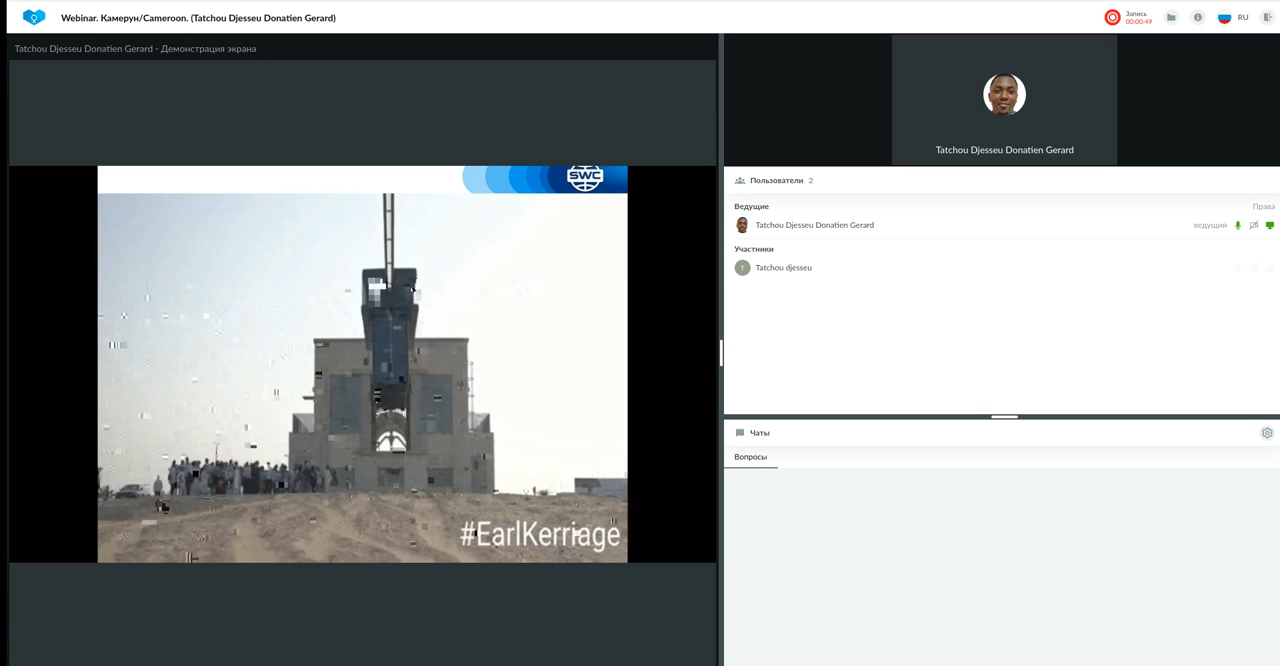 Webinar. Камерун/Cameroon. (Tatchou Djesseu Donatien Gerard)
Запись
00:00:49
RU
Tatchou Djesseu Donatien Gerard - Демонстрация экрана
SWC
#EarlKerriage
Tatchou Djesseu Donatien Gerard
Пользователи 2
Ведущие Права
Tatchou Djesseu Donatien Gerard ведущий
Участники
T Tatchou djesseu
Чаты
Вопросы